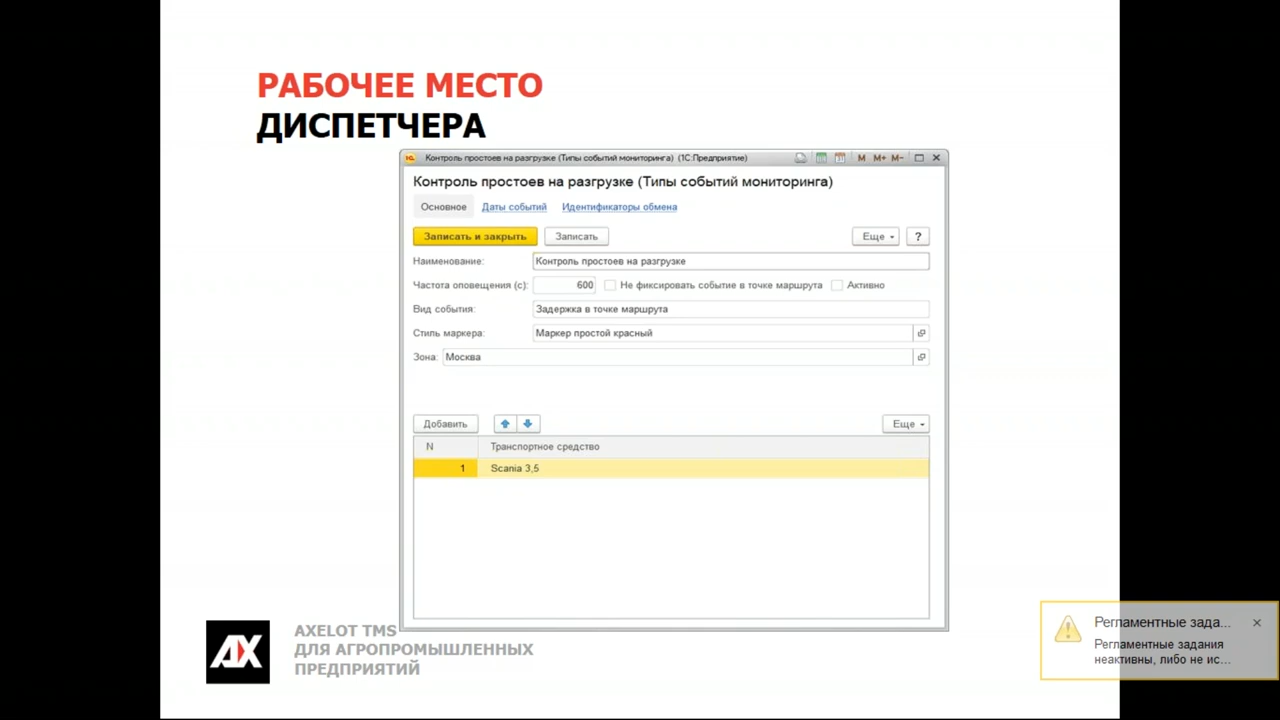 РАБОЧЕЕ МЕСТО
ДИСПЕТЧЕРА
Контроль простоев на разгрузке (Типы событий мониторинга) (1С:Предприятие)
M M+ M-
Контроль простоев на разгрузке (Типы событий мониторинга)
Основное Даты событий Идентификаторы обмена
Записать и закрыть Записать Еще ?
Наименование: Контроль простоев на разгрузке
Частота оповещения (с): 600 Не фиксировать событие в точке маршрута Активно
Вид события: Задержка в точке маршрута
Стиль маркера: Маркер простой красный
Зона: Москва
Добавить Еще
N Транспортное средство
1 Scania 3,5
AXELOT TMS
ДЛЯ АГРОПРОМЫШЛЕННЫХ
ПРЕДПРИЯТИЙ
AX
Регламентные зада...
Регламентные задания
неактивны, либо не ис...